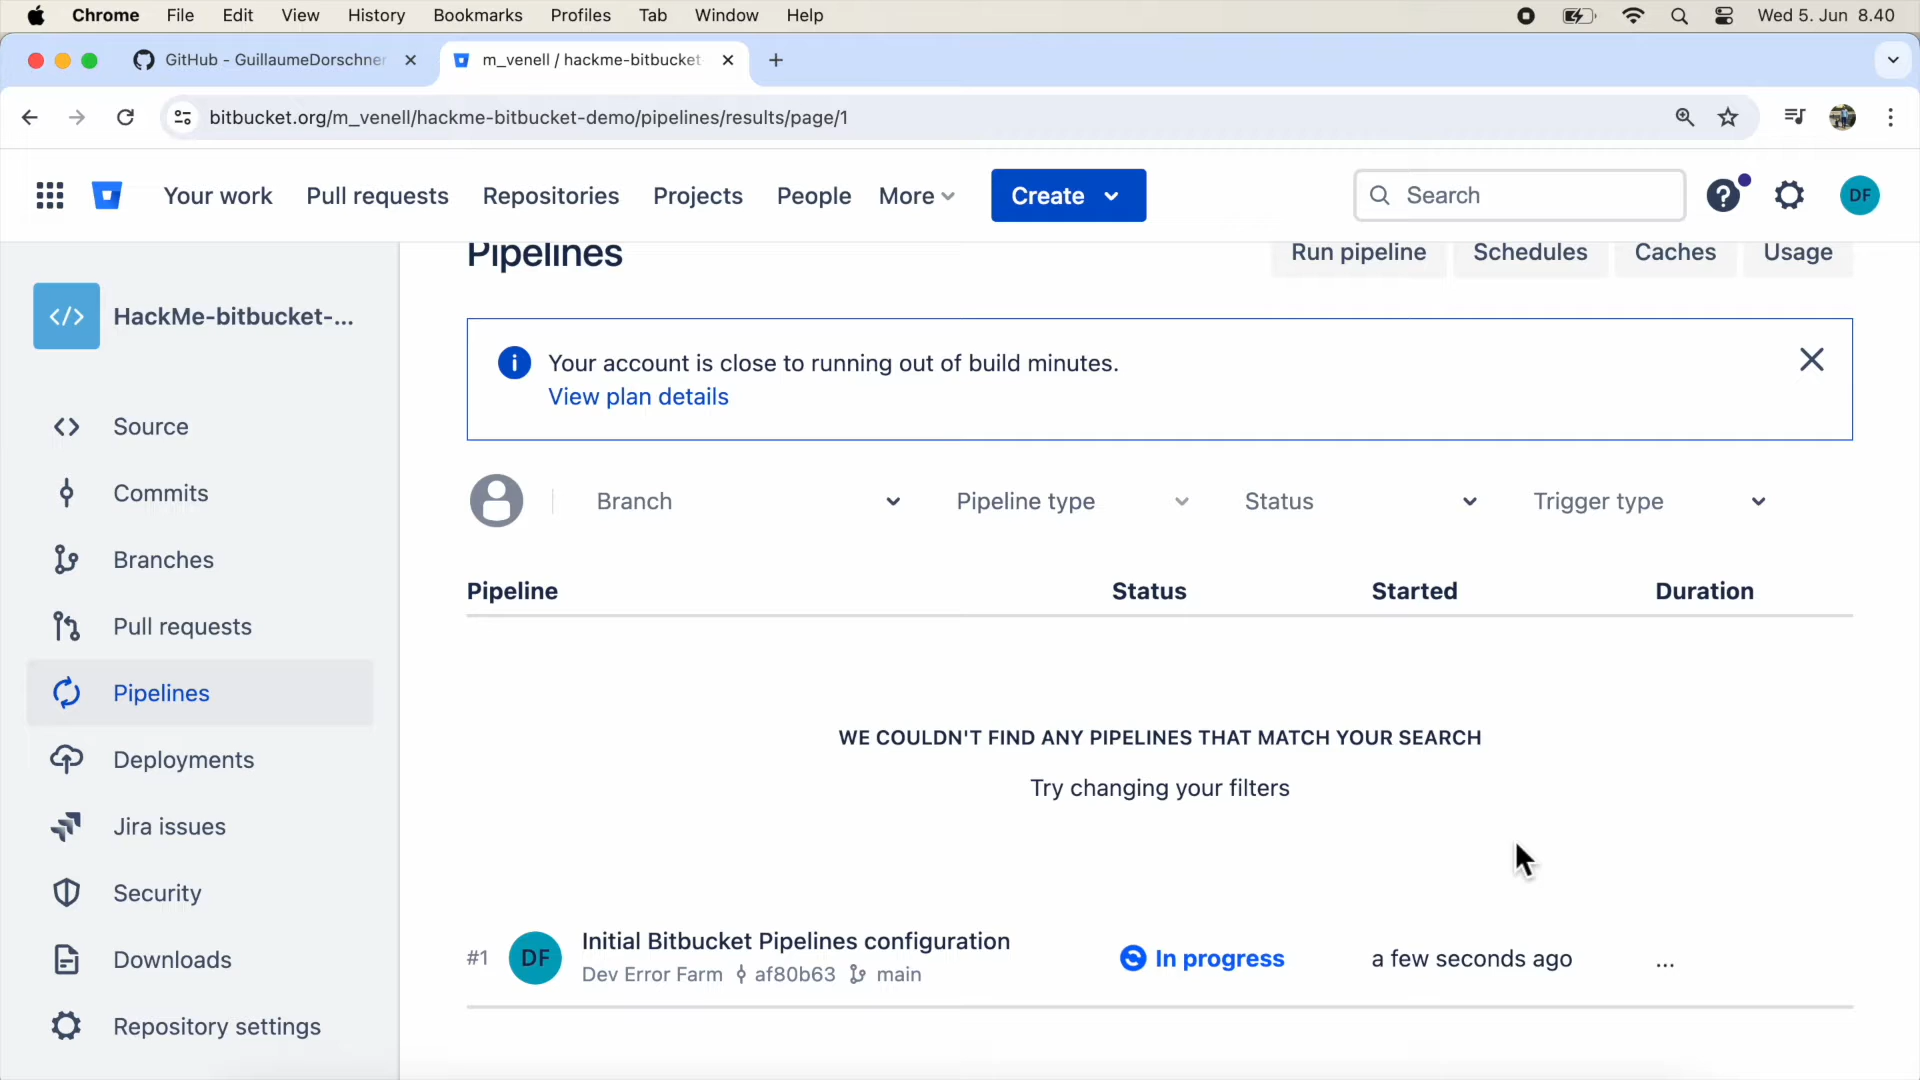 Chrome File Edit View History Bookmarks Profiles Tab Window Help Wed 5. Jun 8.40
GitHub - GuillaumeDorschner
m_venell / hackme-bitbucket
bitbucket.org/m_venell/hackme-bitbucket-demo/pipelines/results/page/1
Your work Pull requests Repositories Projects People More Create Search DF
HackMe-bitbucket-...
Source
Commits
Branches
Pull requests
Pipelines
Deployments
Jira issues
Security
Downloads
Repository settings
Pipelines Run pipeline Schedules Caches Usage
Your account is close to running out of build minutes.
View plan details
Branch Pipeline type Status Trigger type
Pipeline Status Started Duration
WE COULDN'T FIND ANY PIPELINES THAT MATCH YOUR SEARCH
Try changing your filters
#1 DF Initial Bitbucket Pipelines configuration In progress a few seconds ago ...
Dev Error Farm af80b63 main